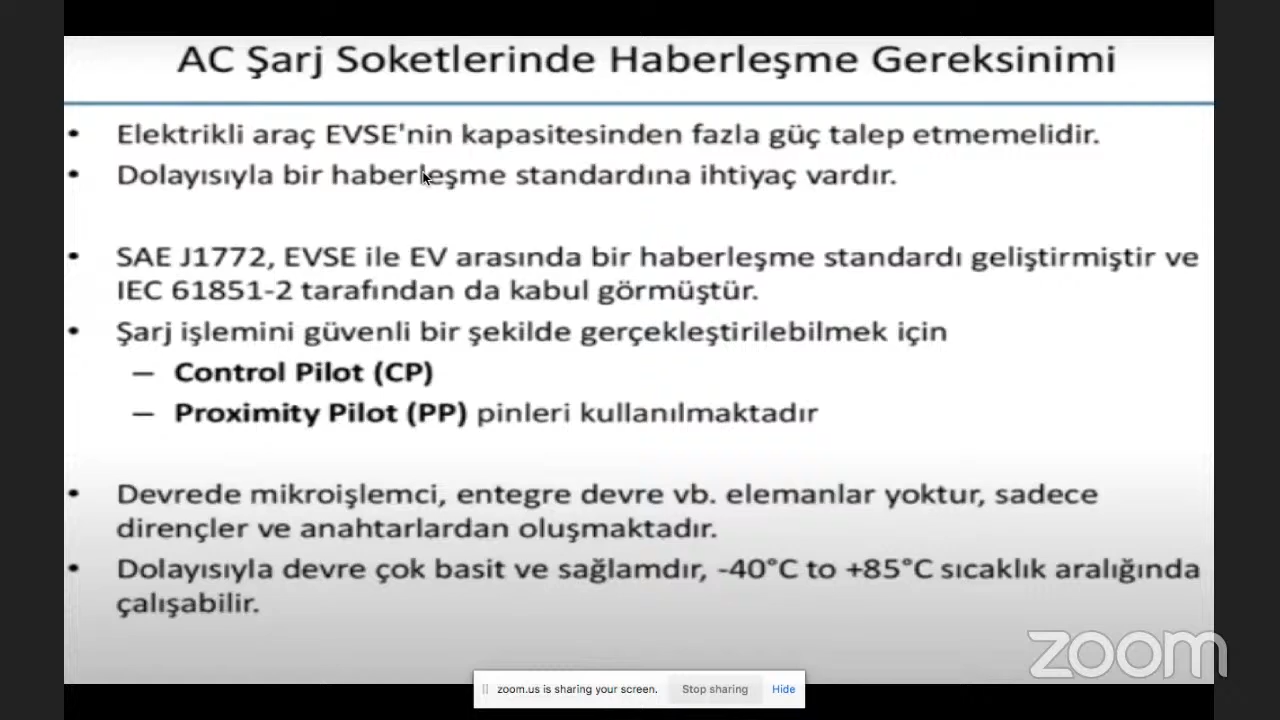 AC Şarj Soketlerinde Haberleşme Gereksinimi
• Elektrikli araç EVSE'nin kapasitesinden fazla güç talep etmemelidir.
• Dolayısıyla bir haberleşme standardına ihtiyaç vardır.
• SAE J1772, EVSE ile EV arasında bir haberleşme standardı geliştirmiştir ve
IEC 61851-2 tarafından da kabul görmüştür.
• Şarj işlemini güvenli bir şekilde gerçekleştirilebilmek için
– Control Pilot (CP)
– Proximity Pilot (PP) pinleri kullanılmaktadır
• Devrede mikroişlemci, entegre devre vb. elemanlar yoktur, sadece
dirençler ve anahtarlardan oluşmaktadır.
• Dolayısıyla devre çok basit ve sağlamdır, -40°C to +85°C sıcaklık aralığında
çalışabilir.
zoom
zoom.us is sharing your screen. Stop sharing Hide